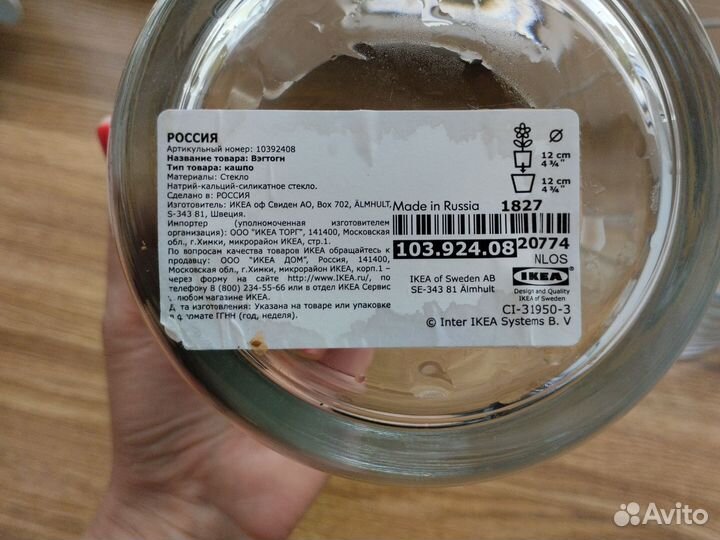 РОССИЯ
Артикульный номер: 10392408
Название товара: Вэгтогн
Тип товара: кашпо
Материалы: Стекло
Натрий-кальций-силикатное стекло.
Сделано в: РОССИЯ
Изготовитель: ИКЕА оф Свиден АО, Box 702, ÄLMHULT,
S-343 81, Швеция.
Импортер (уполномоченная изготовителем
организация): ООО "ИКЕА ТОРГ", 141400, Московская
обл., г.Химки, микрорайон ИКЕА, стр.1.
По вопросам качества товаров ИКЕА обращайтесь к
продавцу: ООО "ИКЕА ДОМ", Россия, 141400,
Московская обл., г.Химки, микрорайон ИКЕА, корп.1 –
через форму на сайте http://www.IKEA.ru/, по
телефону 8 (800) 234-55-66 или в отдел ИКЕА Сервис
в любом магазине ИКЕА.
Дата изготовления: Указана на товаре или упаковке
в формате ГГНН (год, неделя).
12 cm
4 ¾"
12 cm
4 ¾"
Made in Russia 1827
103.924.08 20774
NLOS
IKEA of Sweden AB
SE-343 81 Älmhult
IKEA
Design and Quality
IKEA of Sweden
CI-31950-3
© Inter IKEA Systems B. V
Avito